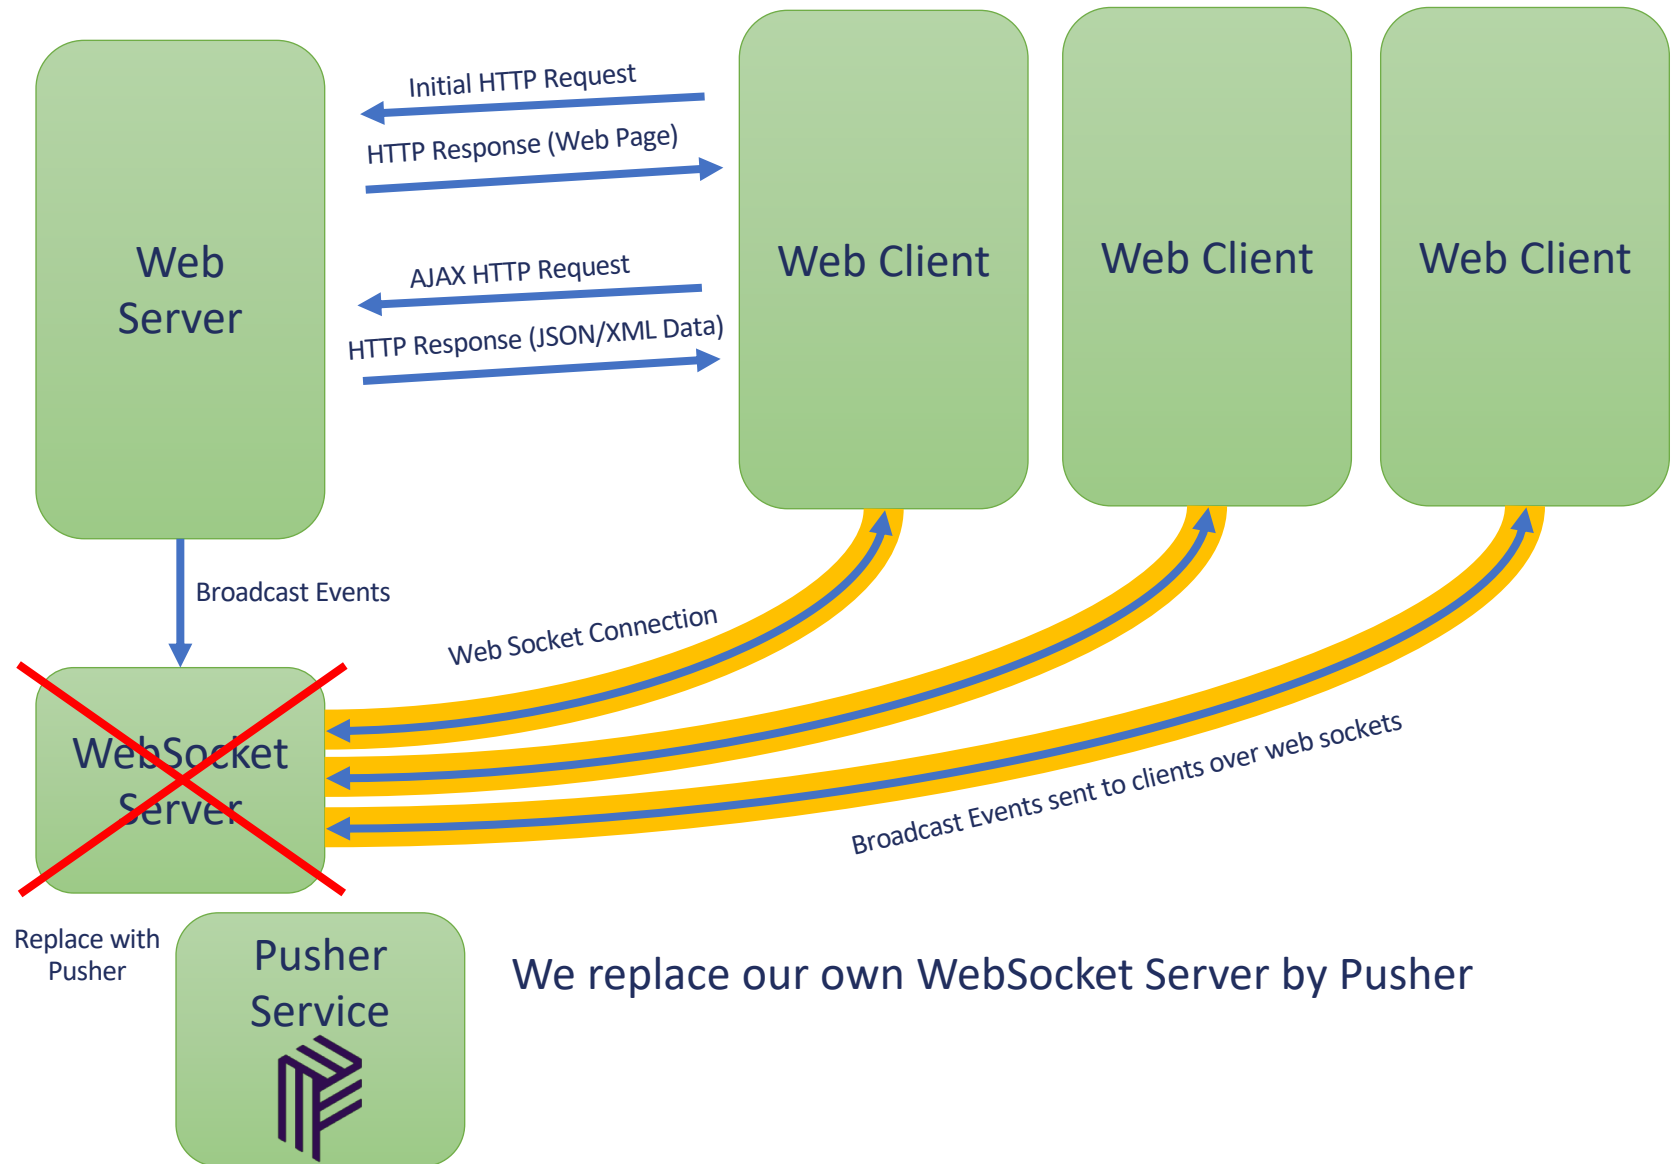 Web
Server
Initial HTTP Request
HTTP Response (Web Page)
AJAX HTTP Request
HTTP Response (JSON/XML Data)
Web Client
Web Client
Web Client
Broadcast Events
Web Socket Connection
WebSocket
Server
Broadcast Events sent to clients over web sockets
Replace with
Pusher
Pusher
Service
We replace our own WebSocket Server by Pusher